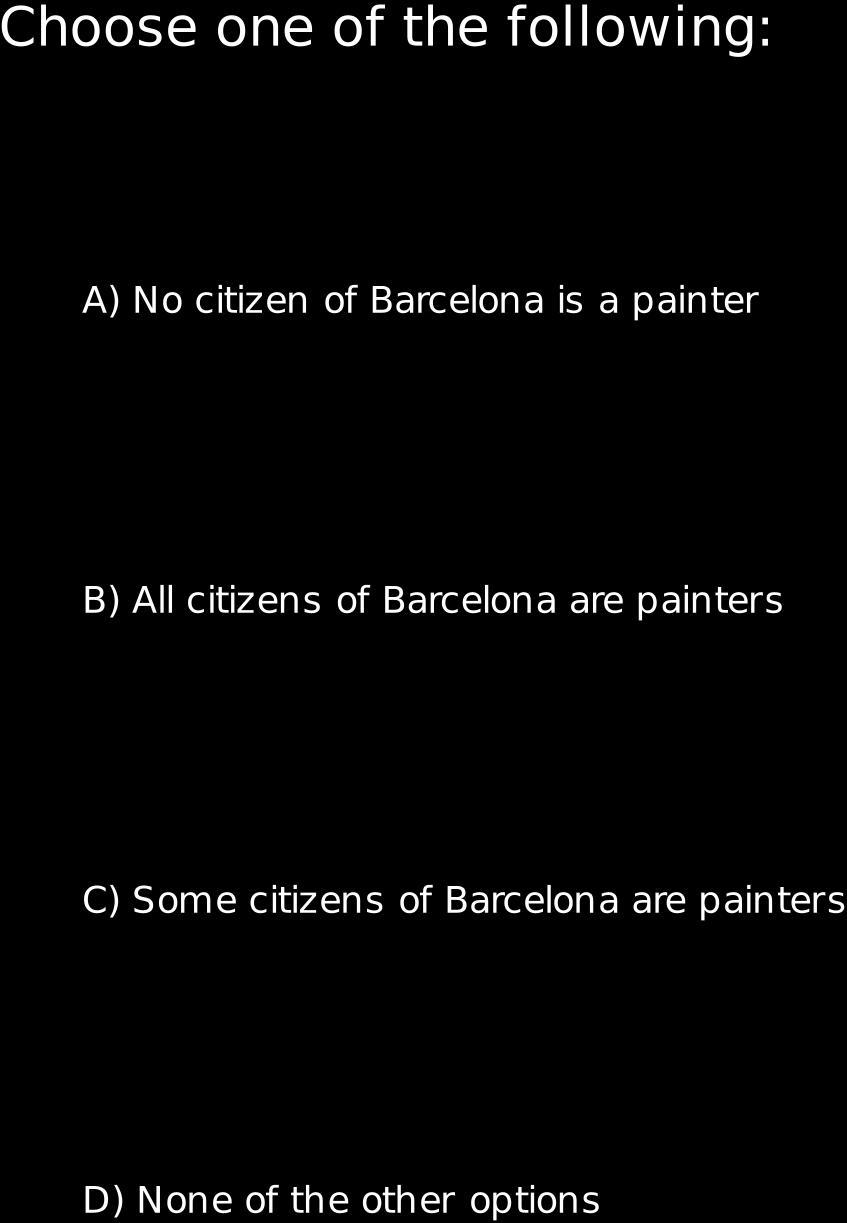 Choose one of the following:
A) No citizen of Barcelona is a painter
B) All citizens of Barcelona are painters
C) Some citizens of Barcelona are painters
D) None of the other options